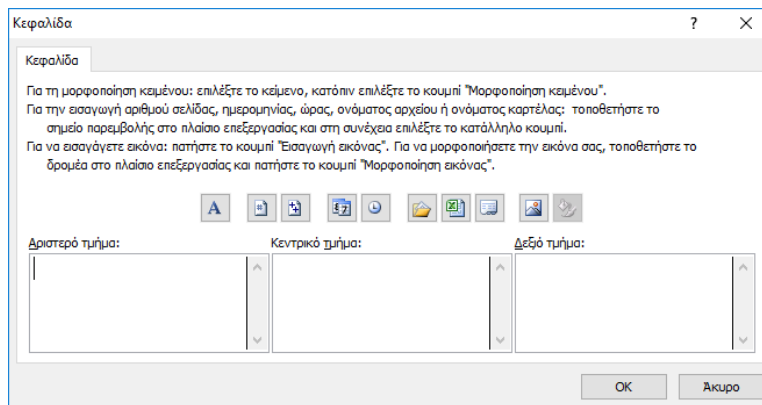 Κεφαλίδα
Κεφαλίδα
Για τη μορφοποίηση κειμένου: επιλέξτε το κείμενο, κατόπιν επιλέξτε το κουμπί "Μορφοποίηση κειμένου".
Για την εισαγωγή αριθμού σελίδας, ημερομηνίας, ώρας, ονόματος αρχείου ή ονόματος καρτέλας: τοποθετήστε το
σημείο παρεμβολής στο πλαίσιο επεξεργασίας και στη συνέχεια επιλέξτε το κατάλληλο κουμπί.
Για να εισαγάγετε εικόνα: πατήστε το κουμπί "Εισαγωγή εικόνας". Για να μορφοποιήσετε την εικόνα σας, τοποθετήστε το
δρομέα στο πλαίσιο επεξεργασίας και πατήστε το κουμπί "Μορφοποίηση εικόνας".
Αριστερό τμήμα: Κεντρικό τμήμα: Δεξιό τμήμα:
OK Άκυρο